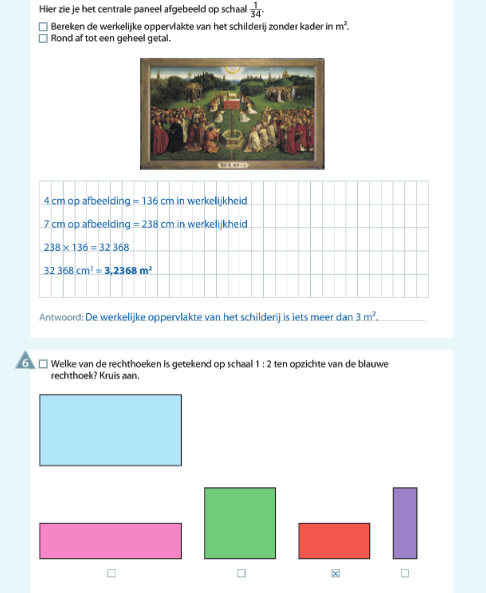 Hier zie je het centrale paneel afgebeeld op schaal 1/34.
☐ Bereken de werkelijke oppervlakte van het schilderij zonder kader in m².
☐ Rond af tot een geheel getal.
4 cm op afbeelding = 136 cm in werkelijkheid
7 cm op afbeelding = 238 cm in werkelijkheid
238 × 136 = 32 368
32 368 cm² = 3,2368 m²
Antwoord: De werkelijke oppervlakte van het schilderij is iets meer dan 3 m².
6 ☐ Welke van de rechthoeken is getekend op schaal 1 : 2 ten opzichte van de blauwe
rechthoek? Kruis aan.
☐ ☐ ☒ ☐